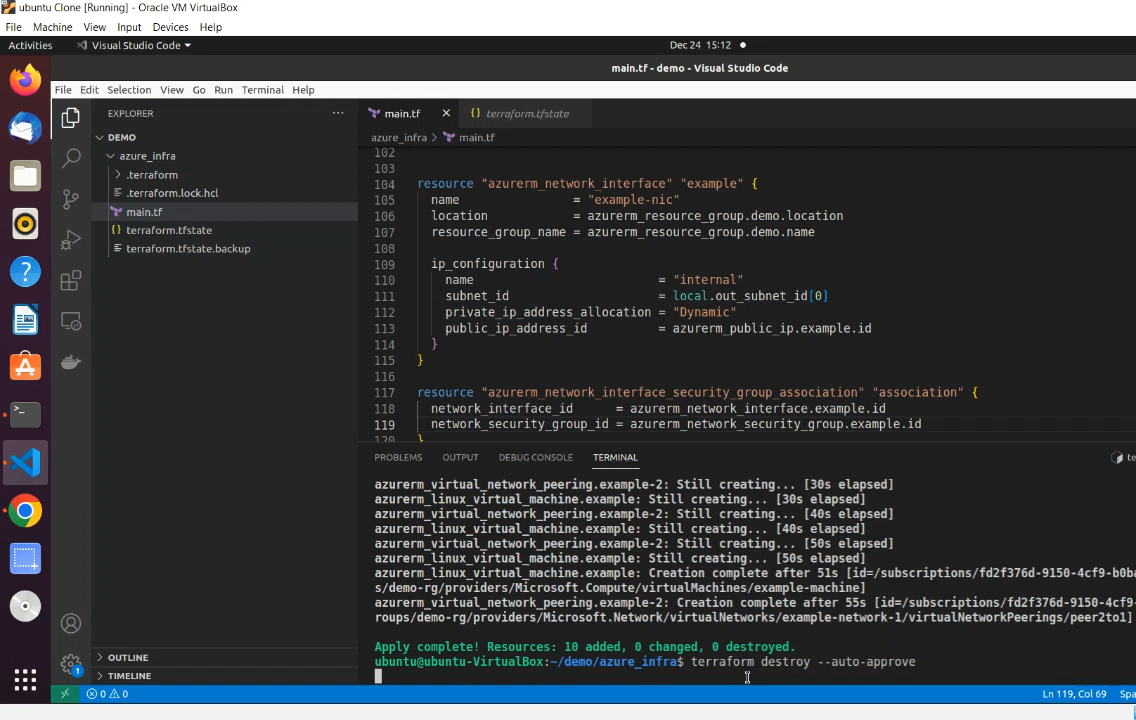 ubuntu Clone [Running] - Oracle VM VirtualBox
File Machine View Input Devices Help
Activities Visual Studio Code Dec 24 15:12
main.tf - demo - Visual Studio Code
File Edit Selection View Go Run Terminal Help
EXPLORER
DEMO
azure_infra
.terraform
.terraform.lock.hcl
main.tf
terraform.tfstate
terraform.tfstate.backup
OUTLINE
TIMELINE
main.tf terraform.tfstate
azure_infra > main.tf
102
103
104 resource "azurerm_network_interface" "example" {
105 name = "example-nic"
106 location = azurerm_resource_group.demo.location
107 resource_group_name = azurerm_resource_group.demo.name
108
109 ip_configuration {
110 name = "internal"
111 subnet_id = local.out_subnet_id[0]
112 private_ip_address_allocation = "Dynamic"
113 public_ip_address_id = azurerm_public_ip.example.id
114 }
115 }
116
117 resource "azurerm_network_interface_security_group_association" "association" {
118 network_interface_id = azurerm_network_interface.example.id
119 network_security_group_id = azurerm_network_security_group.example.id
120 }
PROBLEMS OUTPUT DEBUG CONSOLE TERMINAL te
azurerm_virtual_network_peering.example-2: Still creating... [30s elapsed]
azurerm_linux_virtual_machine.example: Still creating... [30s elapsed]
azurerm_virtual_network_peering.example-2: Still creating... [40s elapsed]
azurerm_linux_virtual_machine.example: Still creating... [40s elapsed]
azurerm_virtual_network_peering.example-2: Still creating... [50s elapsed]
azurerm_linux_virtual_machine.example: Still creating... [50s elapsed]
azurerm_linux_virtual_machine.example: Creation complete after 51s [id=/subscriptions/fd2f376d-9150-4cf9-b0ba
s/demo-rg/providers/Microsoft.Compute/virtualMachines/example-machine]
azurerm_virtual_network_peering.example-2: Creation complete after 55s [id=/subscriptions/fd2f376d-9150-4cf9-
roups/demo-rg/providers/Microsoft.Network/virtualNetworks/example-network-1/virtualNetworkPeerings/peer2to1]
Apply complete! Resources: 10 added, 0 changed, 0 destroyed.
ubuntu@ubuntu-VirtualBox:~/demo/azure_infra$ terraform destroy --auto-approve
1
0 0 Ln 119, Col 69 Spa